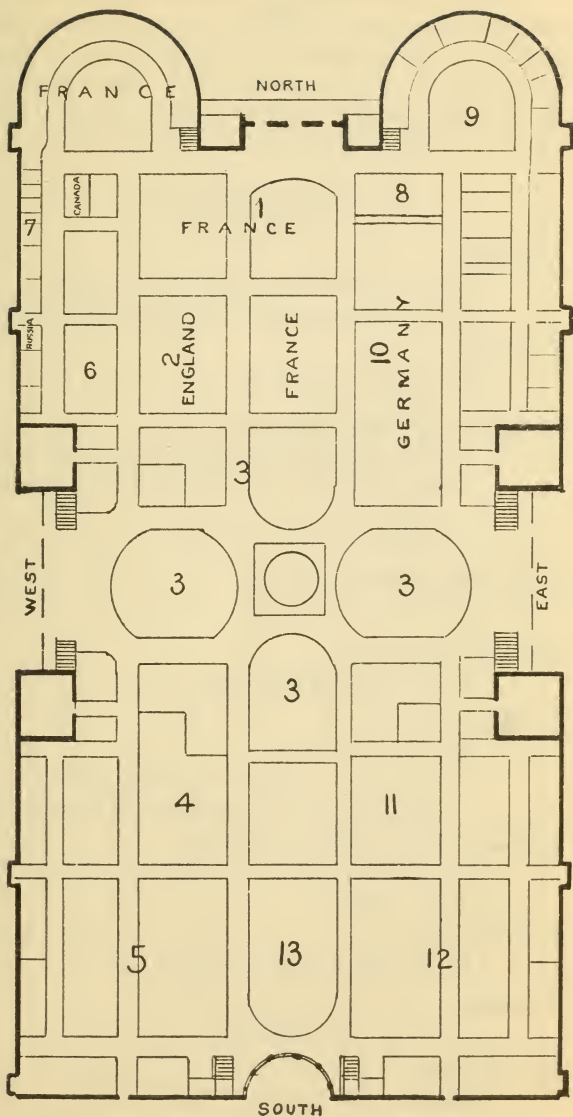 NORTH
FRANCE
9
CANADA
8
1
FRANCE
7
RUSSIA
6
2
ENGLAND
FRANCE
10
GERMANY
3
WEST
3
3
EAST
3
4
11
5
13
12
SOUTH